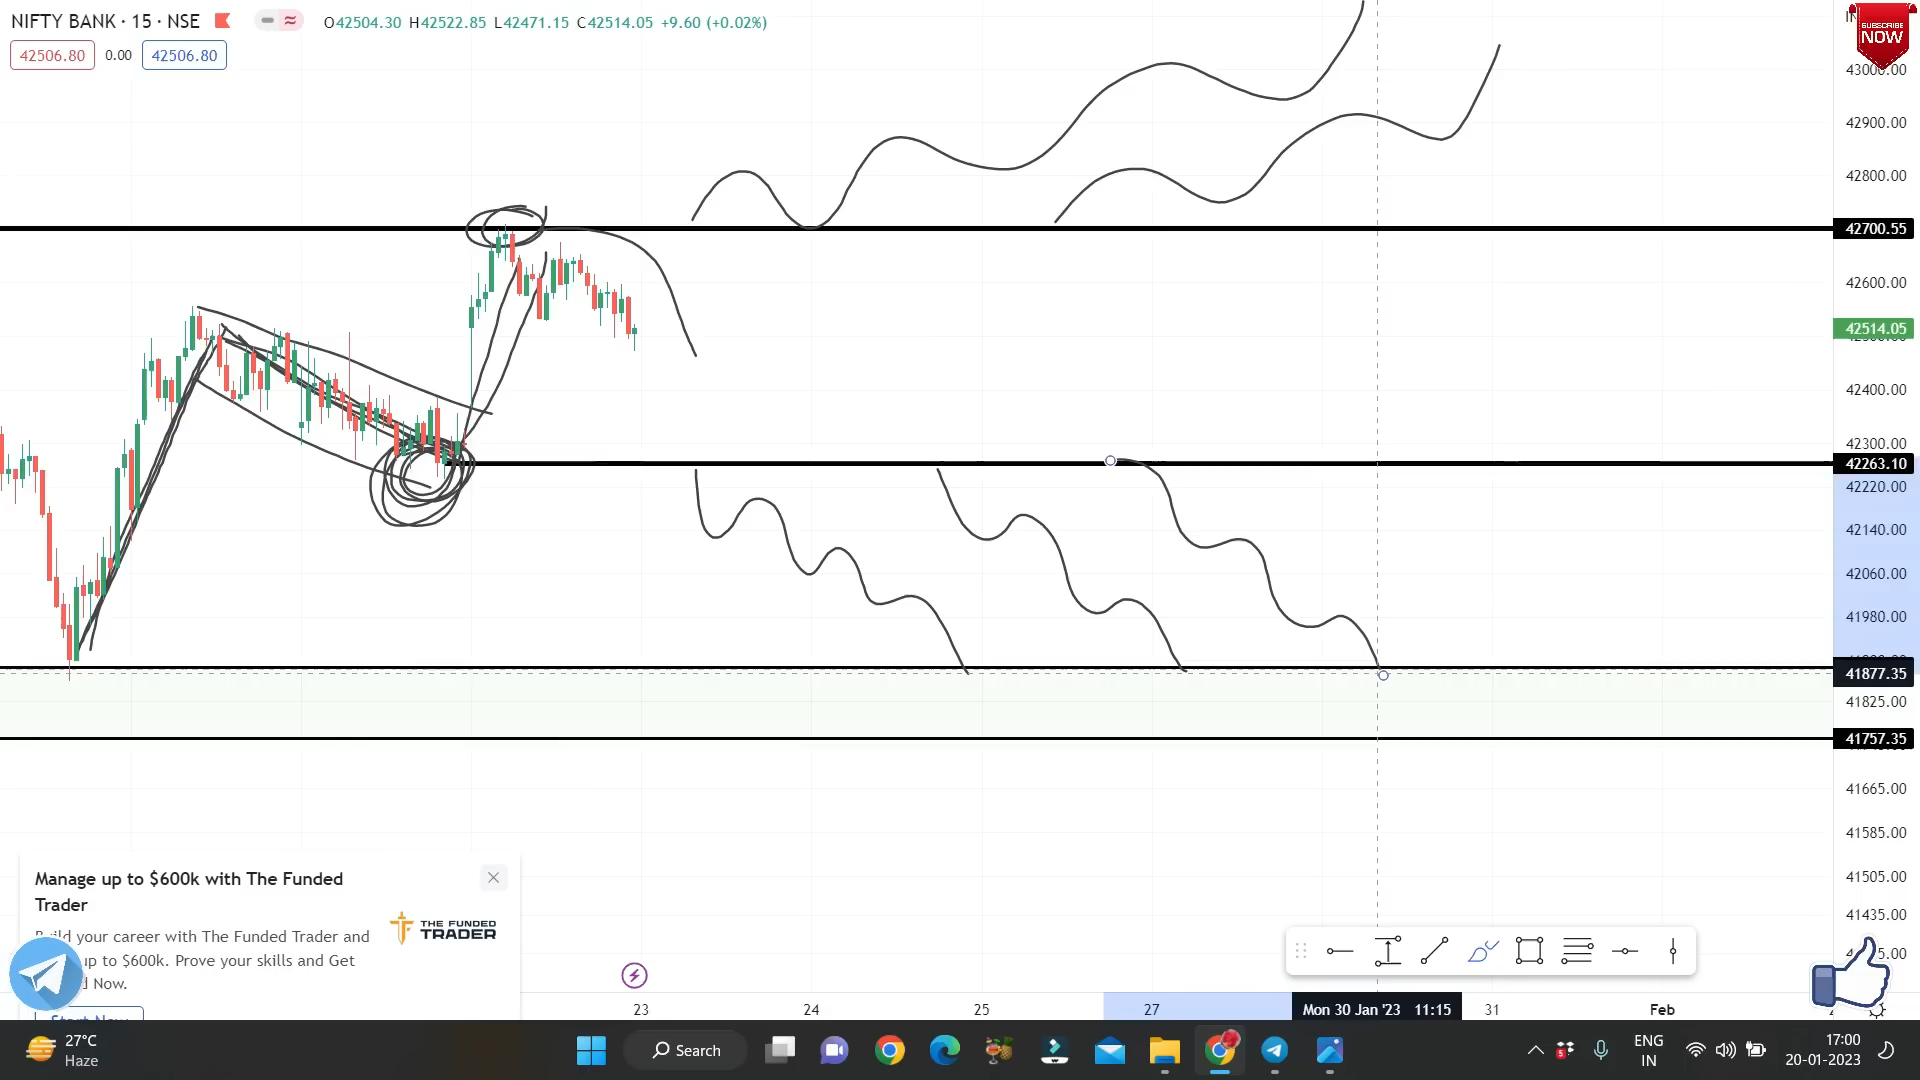 NIFTY BANK · 15 · NSE
O42504.30 H42522.85 L42471.15 C42514.05 +9.60 (+0.02%)
42506.80 0.00 42506.80
SUBSCRIBE
NOW
43000.00
42900.00
42800.00
42700.55
42600.00
42514.05
42400.00
42300.00
42263.10
42220.00
42140.00
42060.00
41980.00
41877.35
41825.00
41757.35
41665.00
41585.00
41505.00
41435.00
Manage up to $600k with The Funded
Trader
THE FUNDED
TRADER
your career with The Funded Trader and
up to $600k. Prove your skills and Get
Now.
Start Now
23 24 25 27 Mon 30 Jan '23 11:15 31 Feb
27°C
Haze
Search
5
ENG
IN
17:00
20-01-2023